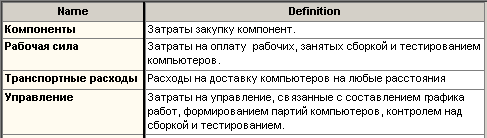 Name Definition
Компоненты Затраты закупку компонент.
Рабочая сила Затраты на оплату рабочих, занятых сборкой и тестированием
компьютеров.
Транспортные расходы Расходы на доставку компьютеров на любые расстояния
Управление Затраты на управление, связанные с составлением графика
работ, формированием партий компьютеров, контролем над
сборкой и тестированием.